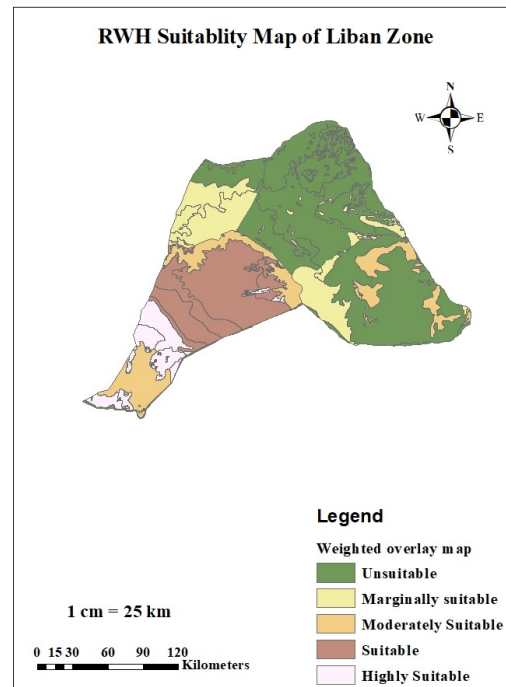 RWH Suitablity Map of Liban Zone
N
W E
S
Legend
Weighted overlay map
Unsuitable
Marginally suitable
Moderately Suitable
Suitable
Highly Suitable
1 cm = 25 km
0 15 30 60 90 120
Kilometers